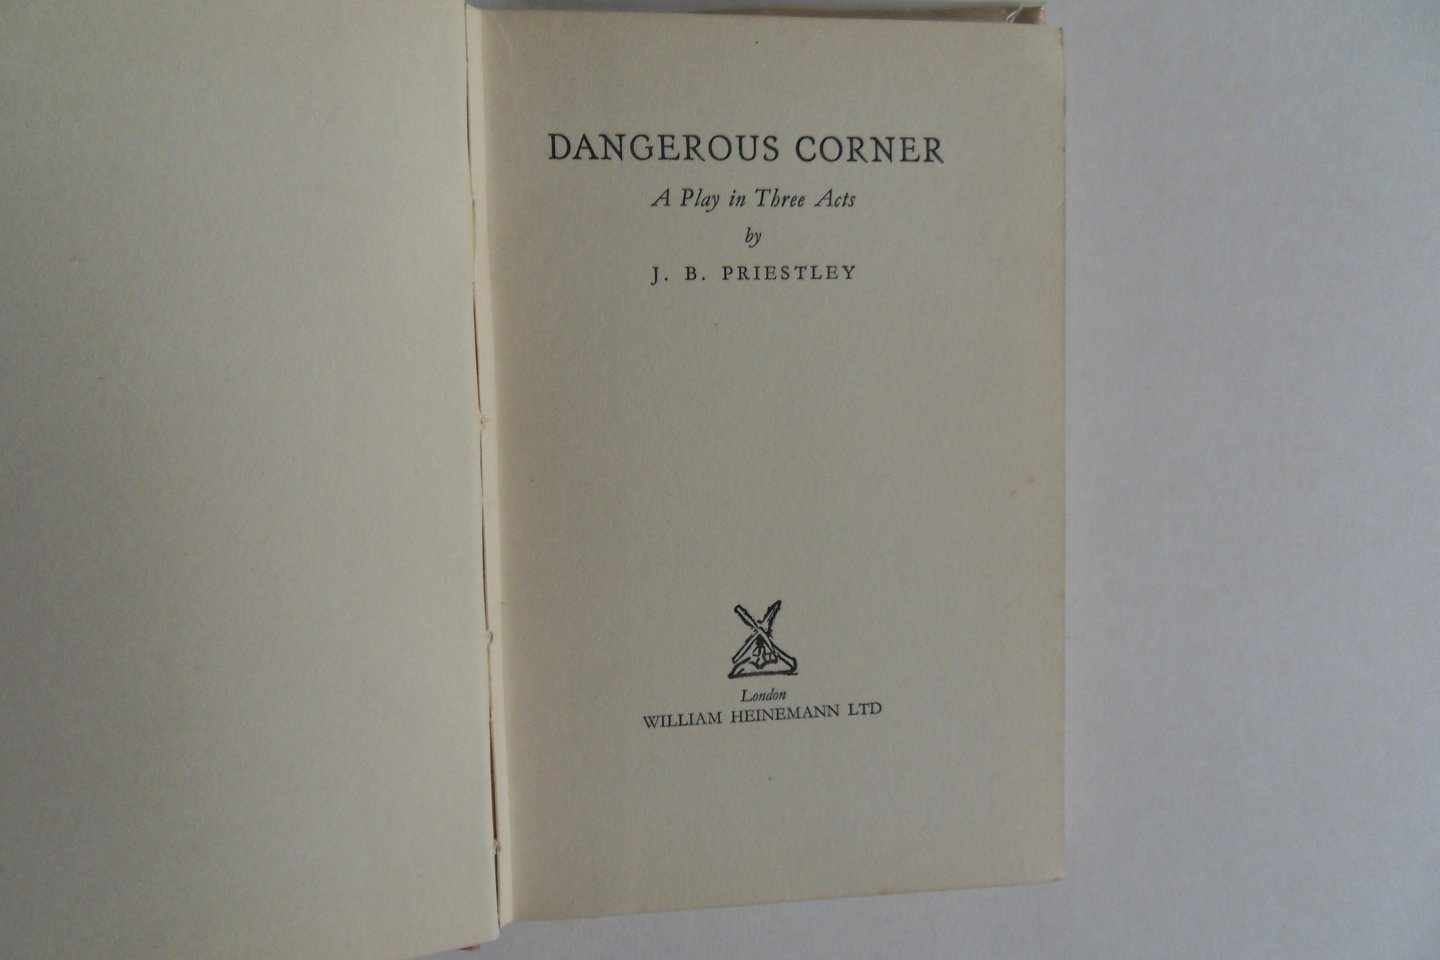 DANGEROUS CORNER
A Play in Three Acts
by
J. B. PRIESTLEY
London
WILLIAM HEINEMANN LTD